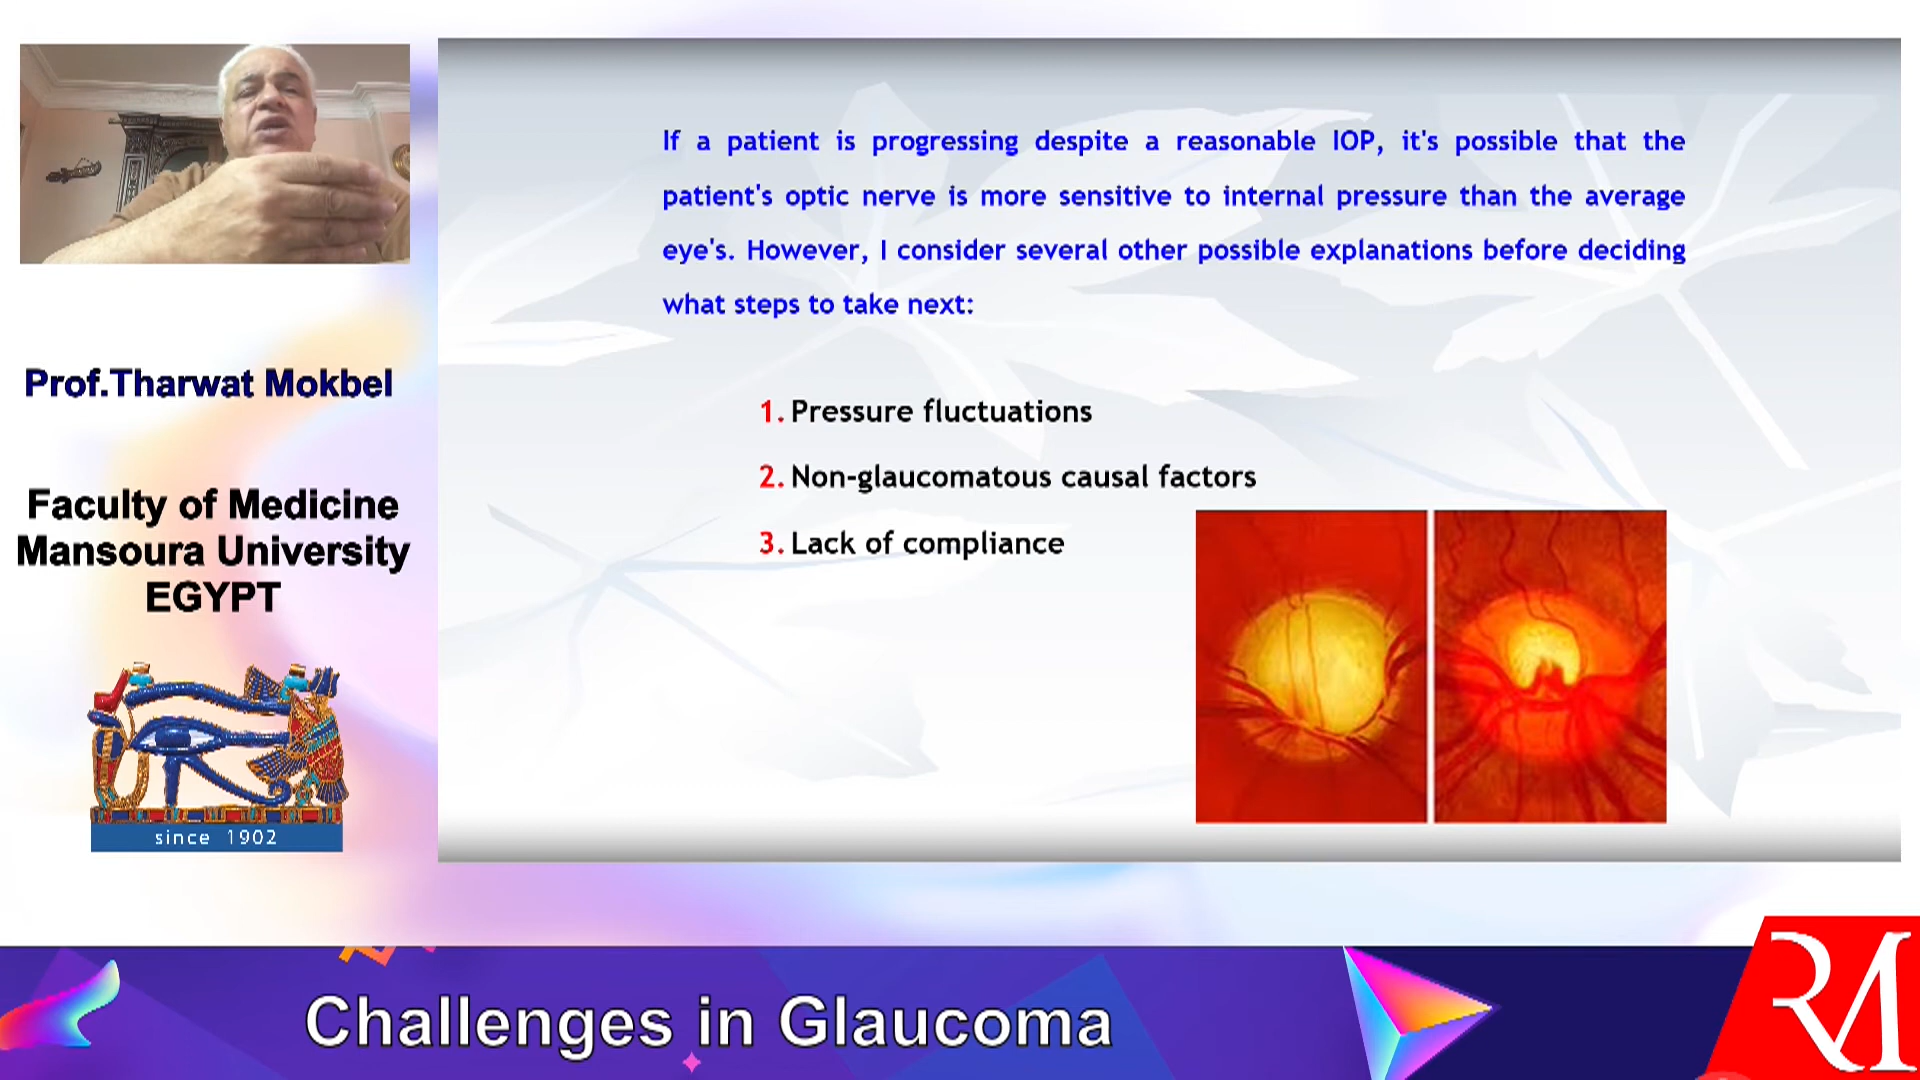 If a patient is progressing despite a reasonable IOP, it's possible that the
patient's optic nerve is more sensitive to internal pressure than the average
eye's. However, I consider several other possible explanations before deciding
what steps to take next:
1. Pressure fluctuations
2. Non-glaucomatous causal factors
3. Lack of compliance
Prof.Tharwat Mokbel
Faculty of Medicine
Mansoura University
EGYPT
since 1902
Challenges in Glaucoma
RM